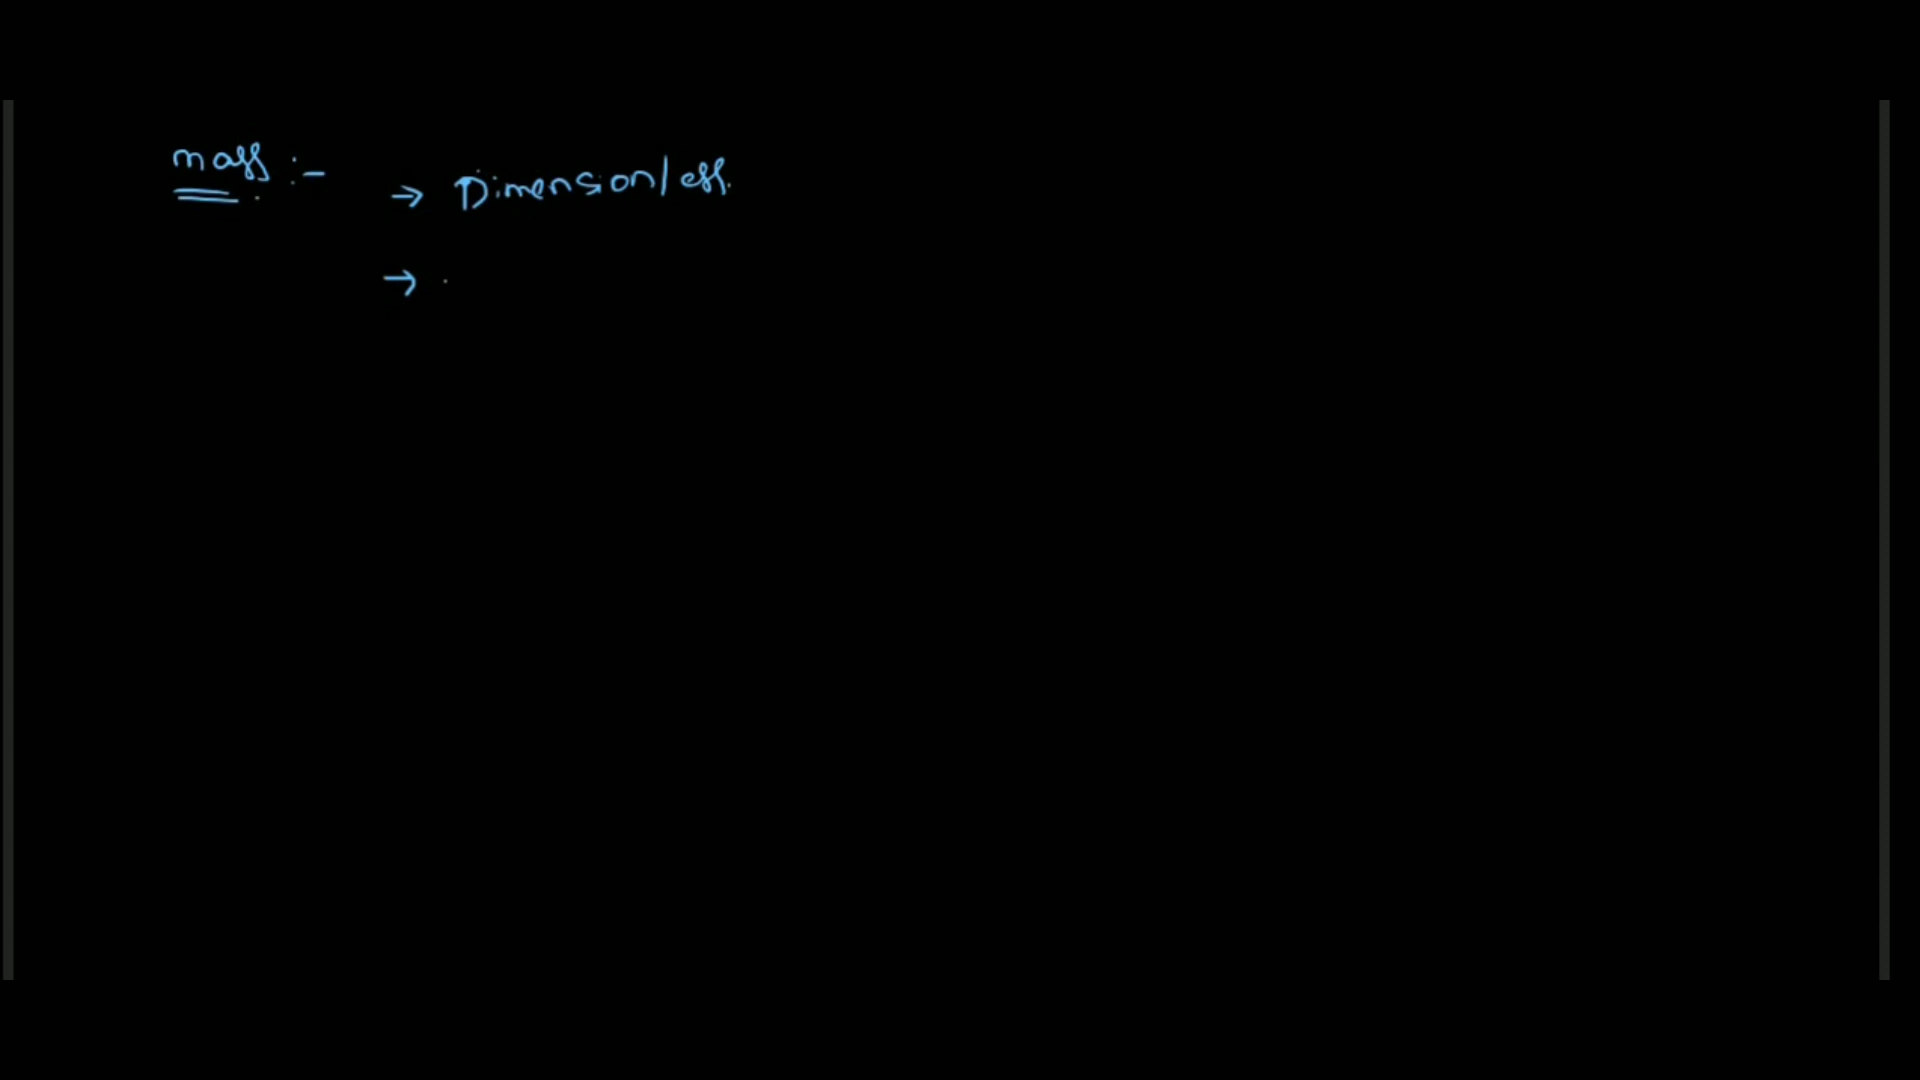 mass :- → Dimensionless.
→